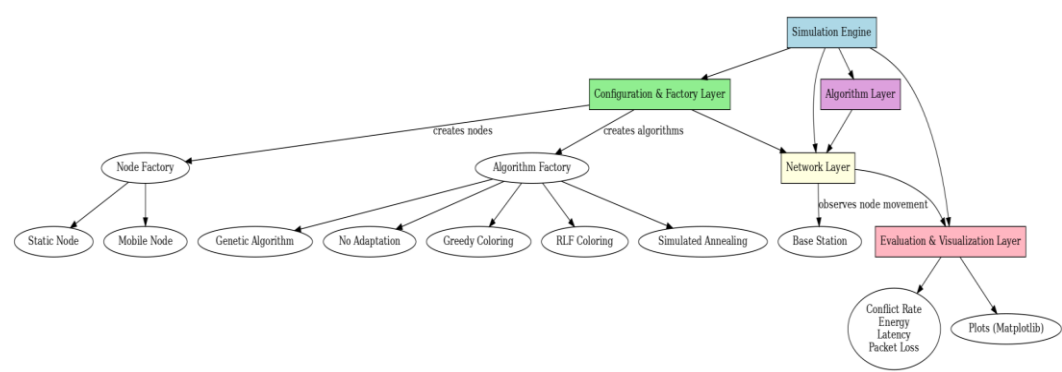 Simulation Engine
Configuration & Factory Layer
Algorithm Layer
creates nodes
creates algorithms
Node Factory
Algorithm Factory
Network Layer
observes node movement
Static Node
Mobile Node
Genetic Algorithm
No Adaptation
Greedy Coloring
RLF Coloring
Simulated Annealing
Base Station
Evaluation & Visualization Layer
Conflict Rate
Energy
Latency
Packet Loss
Plots (Matplotlib)